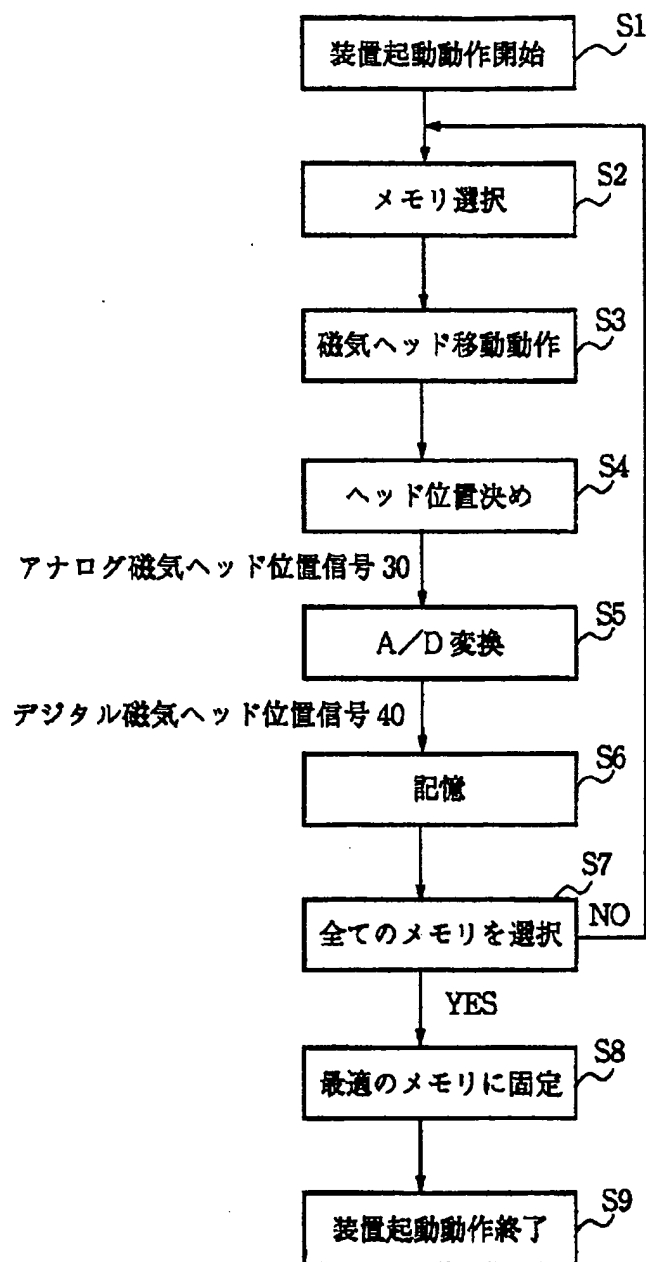 装置起動動作開始
S1
メモリ選択
S2
磁気ヘッド移動動作
S3
ヘッド位置決め
S4
アナログ磁気ヘッド位置信号 30
A／D 変換
S5
デジタル磁気ヘッド位置信号 40
記憶
S6
全てのメモリを選択
S7
NO
YES
最適のメモリに固定
S8
装置起動動作終了
S9